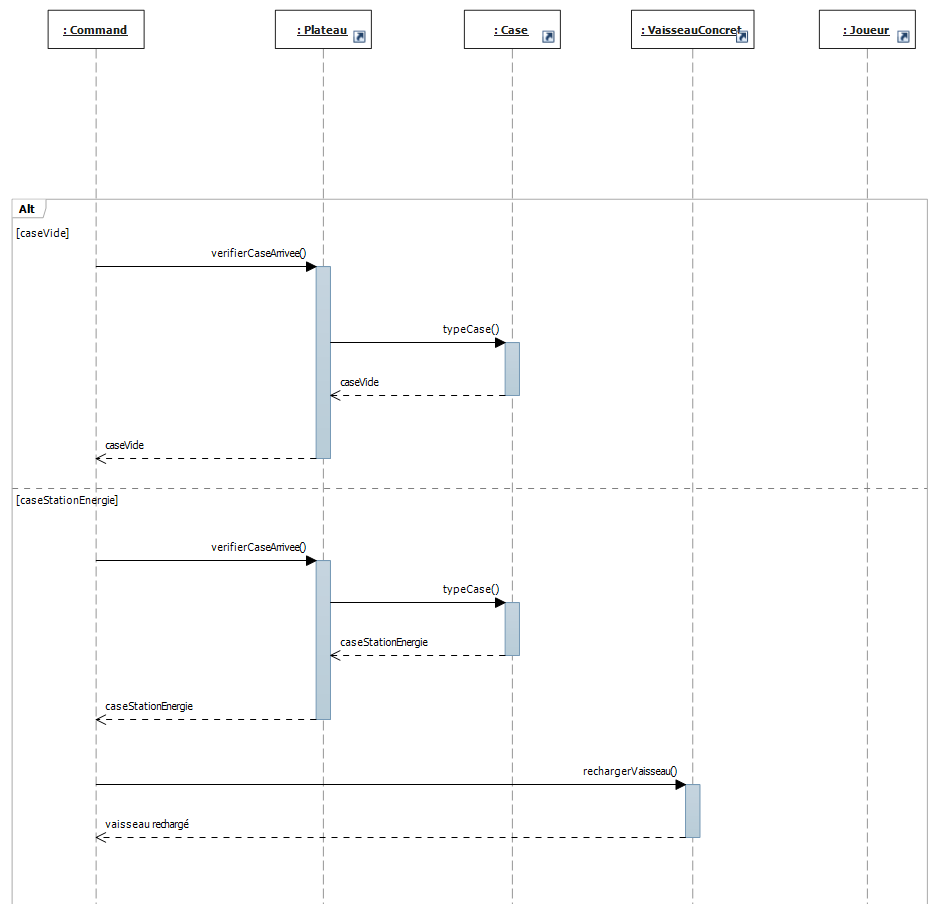 : Command
: Plateau
: Case
: VaisseauConcret
: Joueur
Alt
[caseVide]
verifierCaseArrivee()
typeCase()
caseVide
caseVide
[caseStationEnergie]
verifierCaseArrivee()
typeCase()
caseStationEnergie
caseStationEnergie
rechargerVaisseau()
vaisseau rechargé